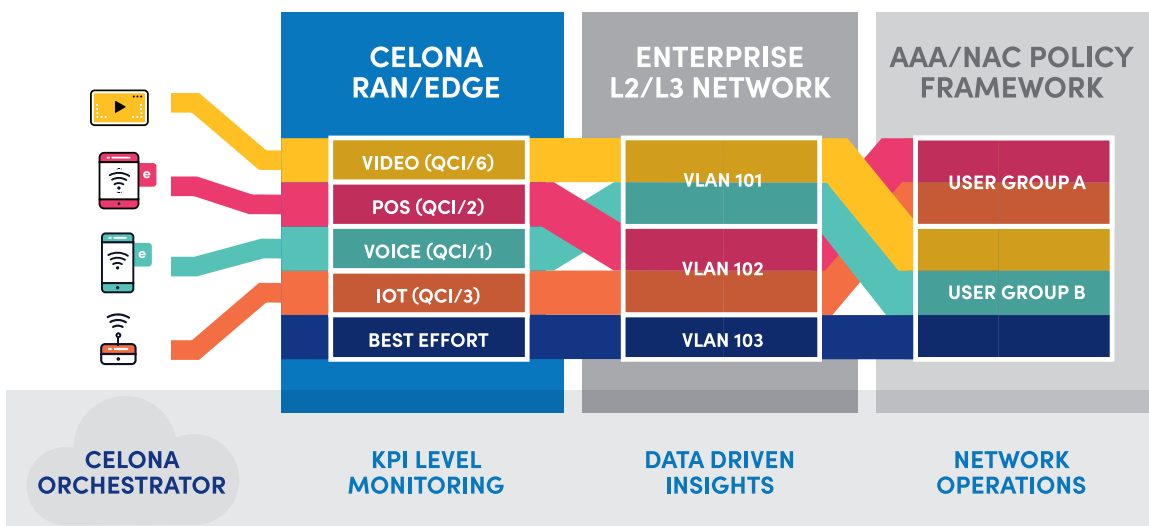 CELONA
RAN/EDGE
ENTERPRISE
L2/L3 NETWORK
AAA/NAC POLICY
FRAMEWORK
e
e
VIDEO (QCI/6)
POS (QCI/2)
VOICE (QCI/1)
IOT (QCI/3)
BEST EFFORT
VLAN 101
VLAN 102
VLAN 103
USER GROUP A
USER GROUP B
CELONA
ORCHESTRATOR
KPI LEVEL
MONITORING
DATA DRIVEN
INSIGHTS
NETWORK
OPERATIONS